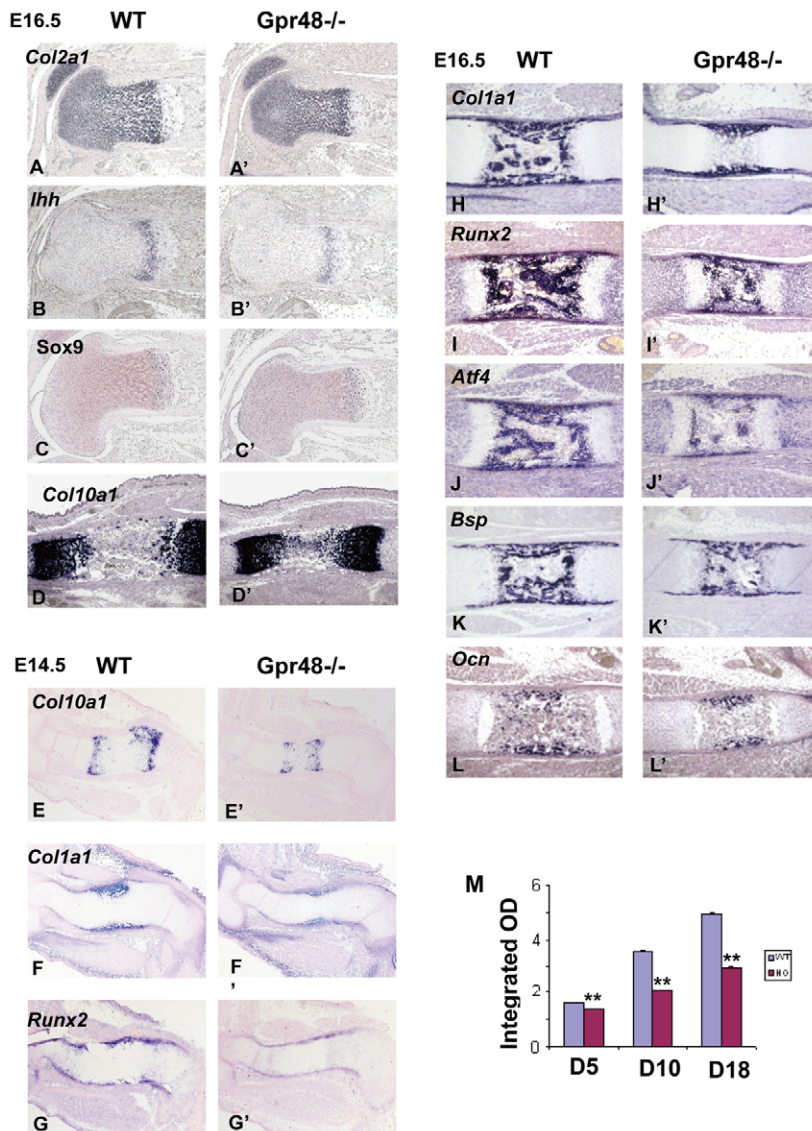 E16.5 WT Gpr48-/-
Col2a1
A A'
Ihh
B B'
Sox9
C C'
Col10a1
D D'
E14.5 WT Gpr48-/-
Col10a1
E E'
Col1a1
F F'
Runx2
G G'
E16.5 WT Gpr48-/-
Col1a1
H H'
Runx2
I I'
Atf4
J J'
Bsp
K K'
Ocn
L L'
M
Integrated OD
6
4
2
0
** ** **
D5 D10 D18
WT